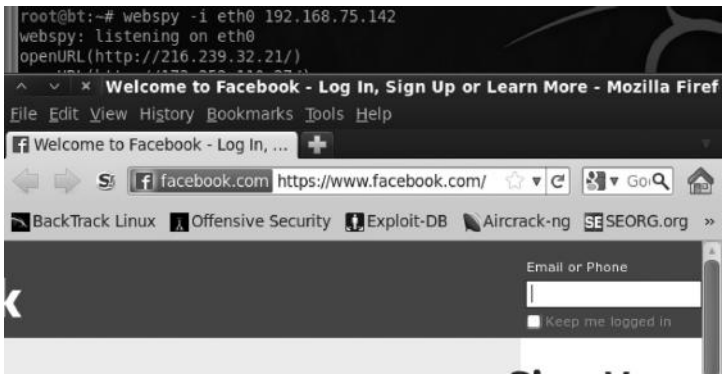 root@bt:~# webspy -i eth0 192.168.75.142
webspy: listening on eth0
openURL(http://216.239.32.21/)
Welcome to Facebook - Log In, Sign Up or Learn More - Mozilla Firef
File Edit View History Bookmarks Tools Help
Welcome to Facebook - Log In, ...
facebook.com https://www.facebook.com/
BackTrack Linux Offensive Security Exploit-DB Aircrack-ng SEORG.org »
Email or Phone
k
Keep me logged in